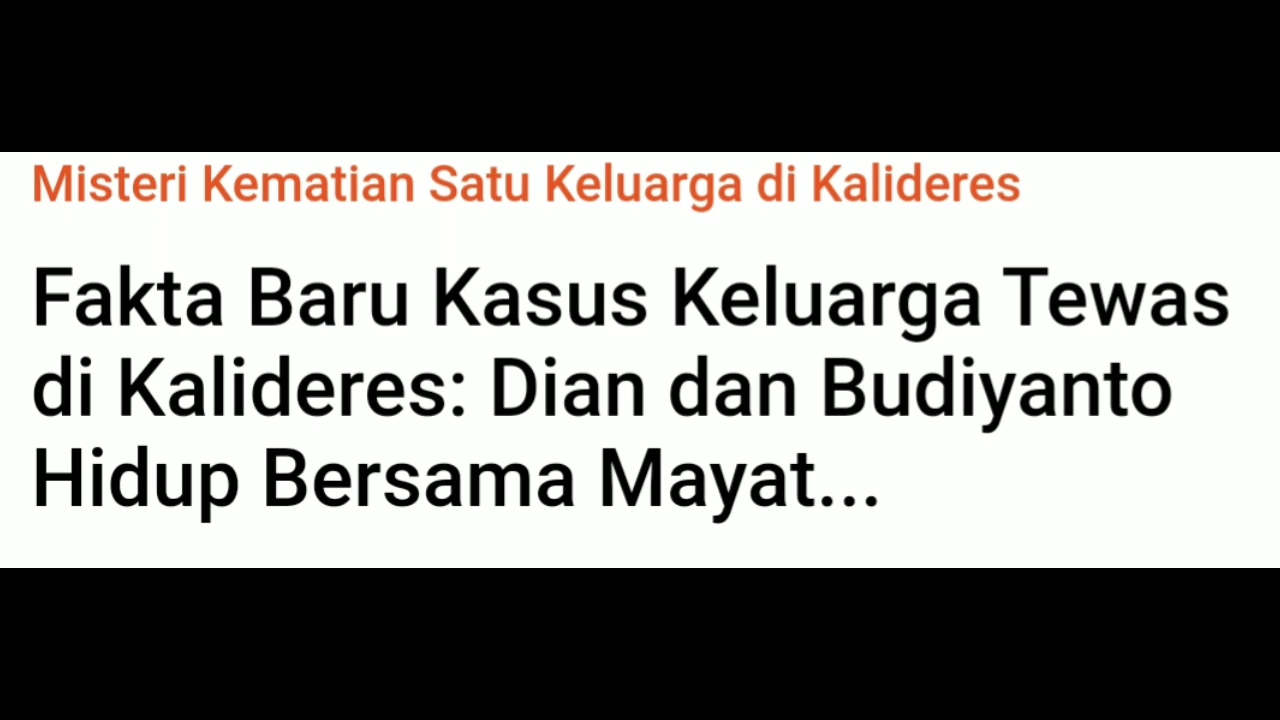 Misteri Kematian Satu Keluarga di Kalideres
Fakta Baru Kasus Keluarga Tewas
di Kalideres: Dian dan Budiyanto
Hidup Bersama Mayat...